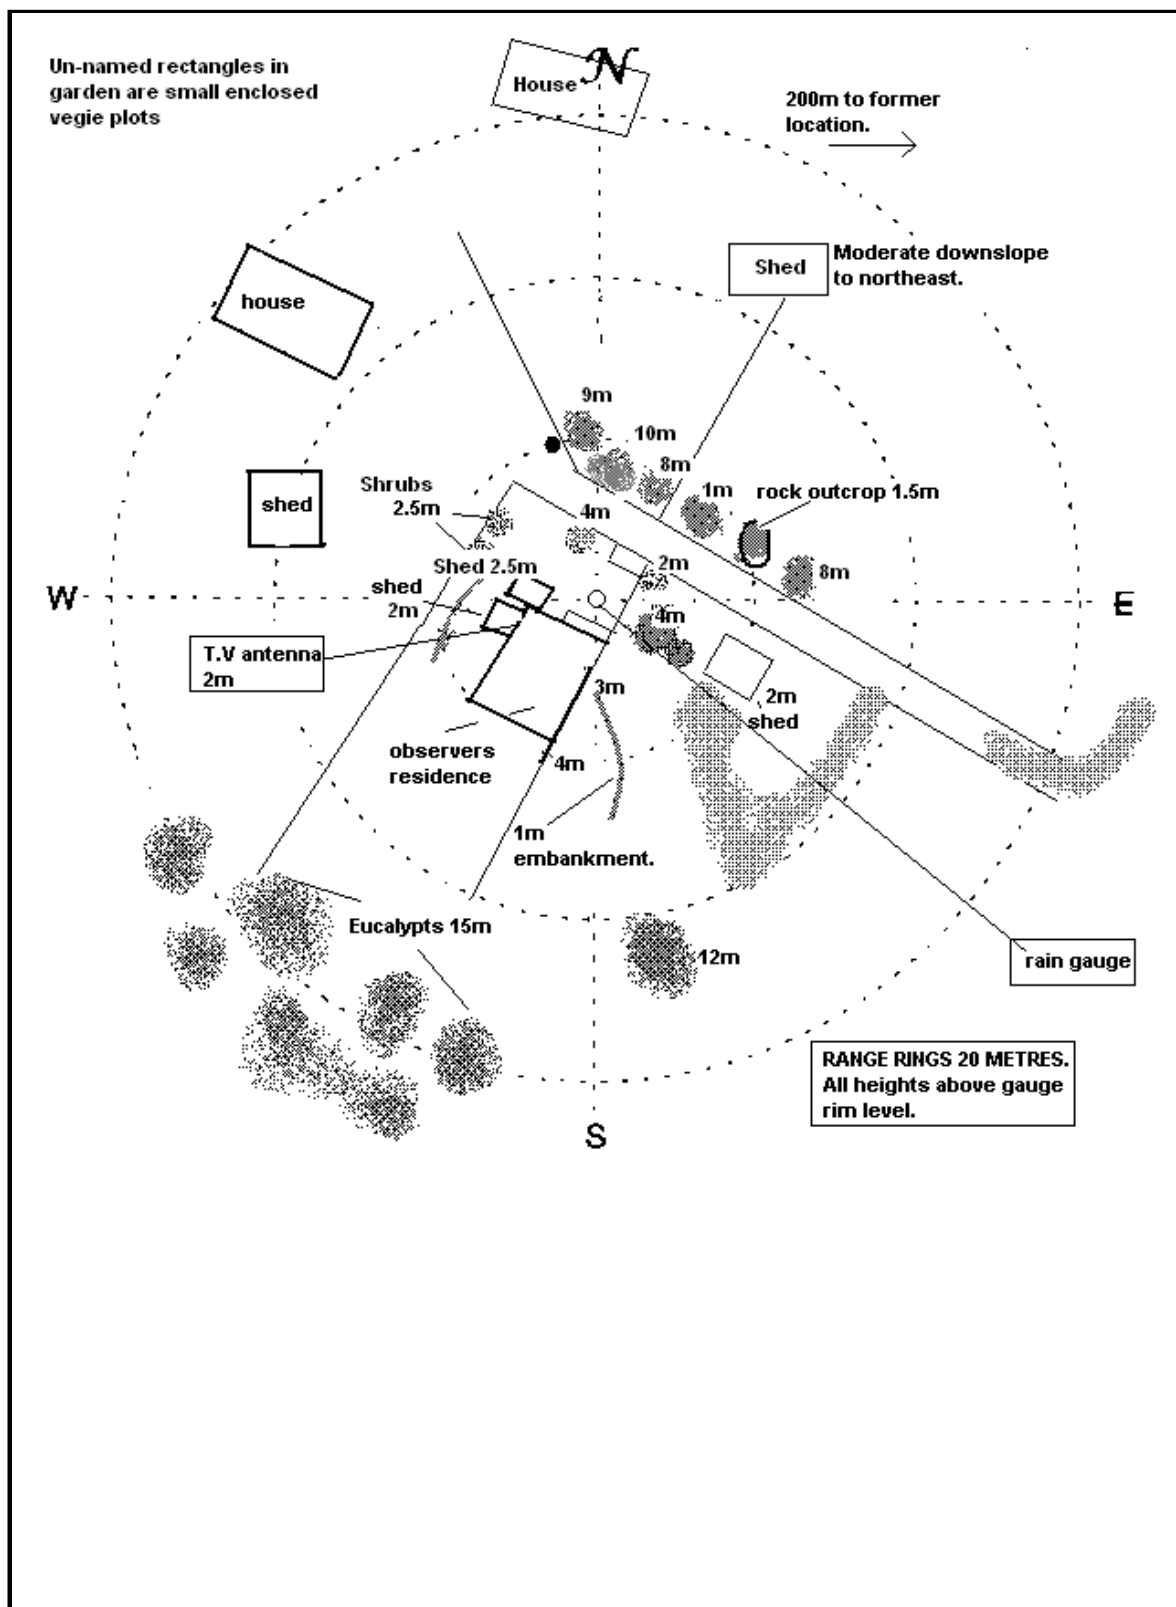 Un-named rectangles in
garden are small enclosed
vegie plots
N
House
200m to former
location.
Shed
Moderate downslope
to northeast.
house
9m
10m
8m
1m
rock outcrop 1.5m
8m
Shrubs
2.5m
4m
shed
Shed 2.5m
2m
shed
2m
W
E
4m
T.V antenna
2m
3m
2m
shed
observers
residence
4m
1m
embankment.
Eucalypts 15m
12m
rain gauge
RANGE RINGS 20 METRES.
All heights above gauge
rim level.
S